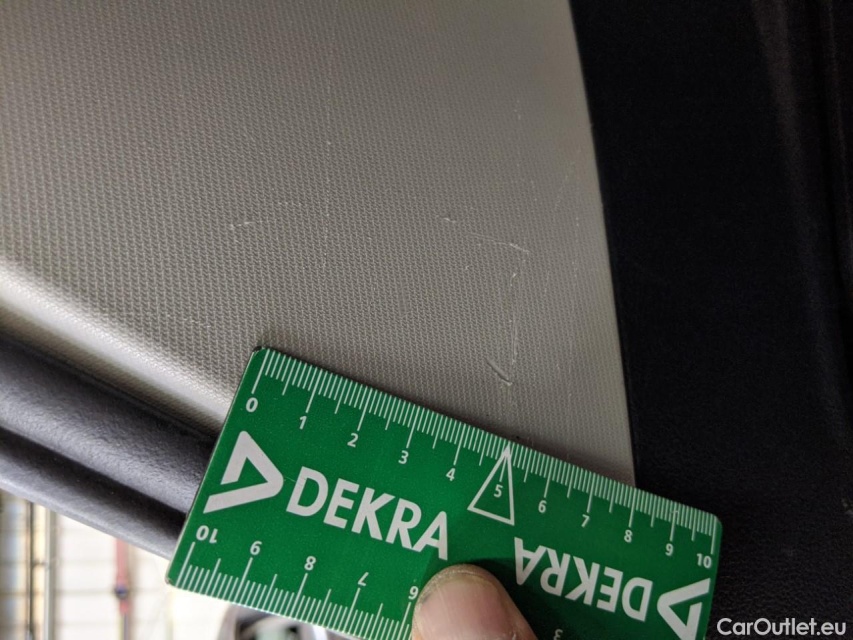 0 1 2 3 4 5 6 7 8 9 10
DEKRA
DEKRA
10 9 8 7 6
CarOutlet.eu